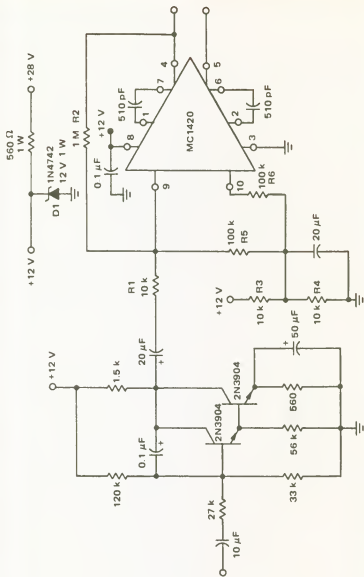 +28 V
560 Ω
1 W
+12 V
1N4742
12 V 1 W
D1
+12 V
120 k
1.5 k
0.1 µF
+
20 µF
+
R1
10 k
1 M R2
+12 V
0.1 µF
8
9
10
510 pF
7
1
4
5
6
2
510 pF
3
MC1420
100 k
R5
100 k
R6
+12 V
10 k
R3
10 k
R4
20 µF
10 µF
27 k
33 k
2N3904
2N3904
56 k
560
+
50 µF